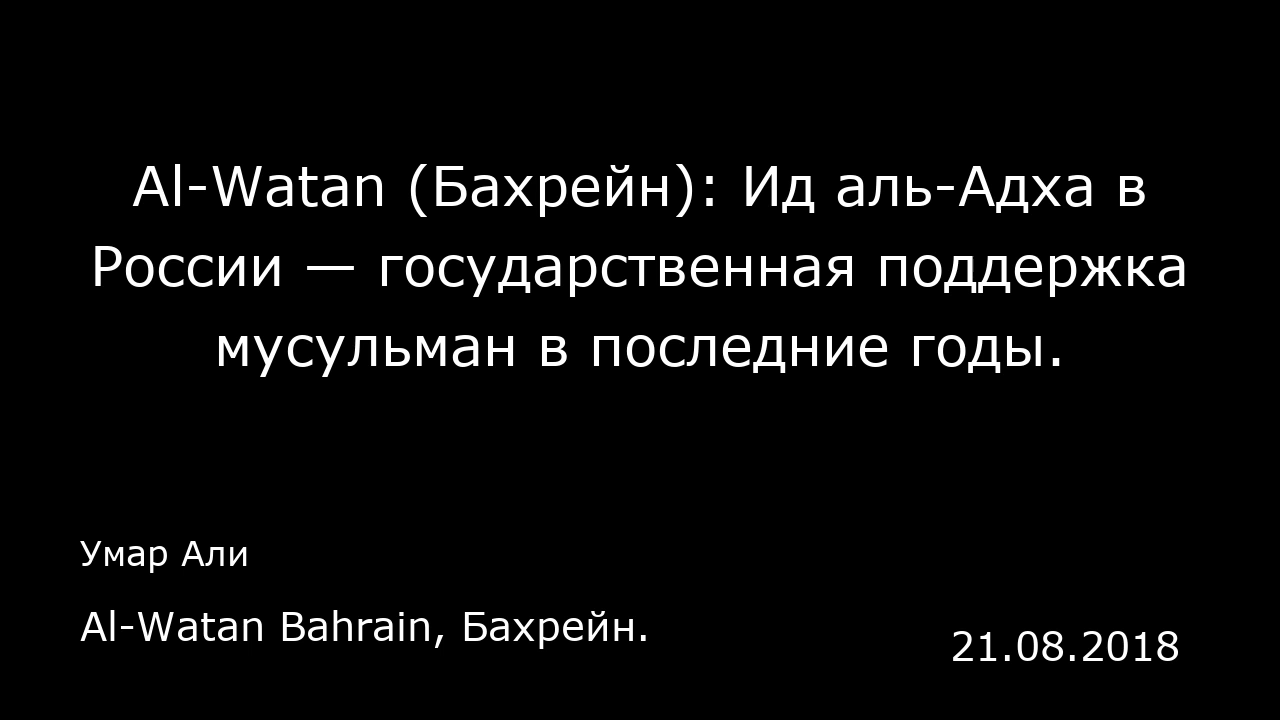 Al-Watan (Бахрейн): Ид аль-Адха в
России — государственная поддержка
мусульман в последние годы.
Умар Али
Al-Watan Bahrain, Бахрейн.
21.08.2018